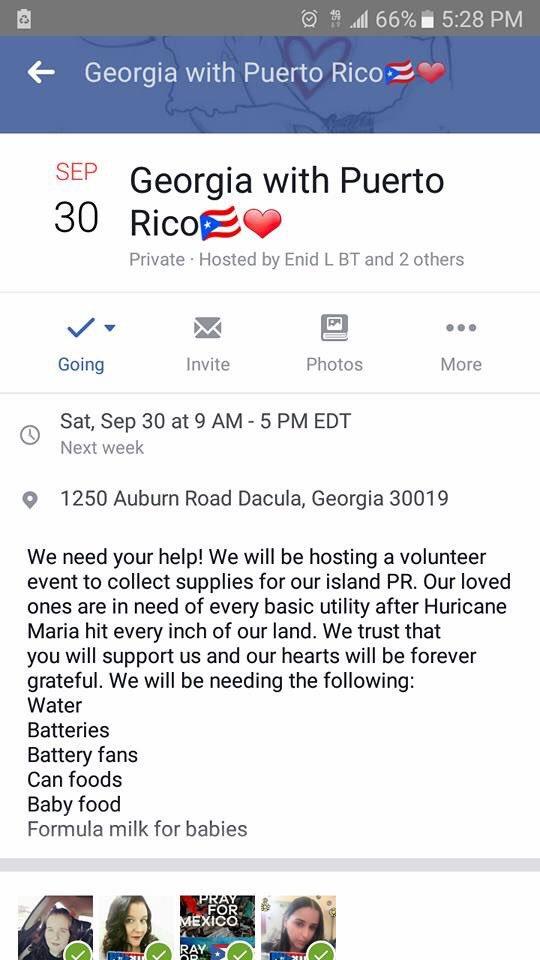 66% 5:28 PM
Georgia with Puerto Rico🇵🇷❤
SEP
30
Georgia with Puerto
Rico🇵🇷❤
Private · Hosted by Enid L BT and 2 others
Going
Invite
Photos
More
Sat, Sep 30 at 9 AM - 5 PM EDT
Next week
1250 Auburn Road Dacula, Georgia 30019
We need your help! We will be hosting a volunteer
event to collect supplies for our island PR. Our loved
ones are in need of every basic utility after Huricane
Maria hit every inch of our land. We trust that
you will support us and our hearts will be forever
grateful. We will be needing the following:
Water
Batteries
Battery fans
Can foods
Baby food
Formula milk for babies
PRAY
FOR
MEXICO